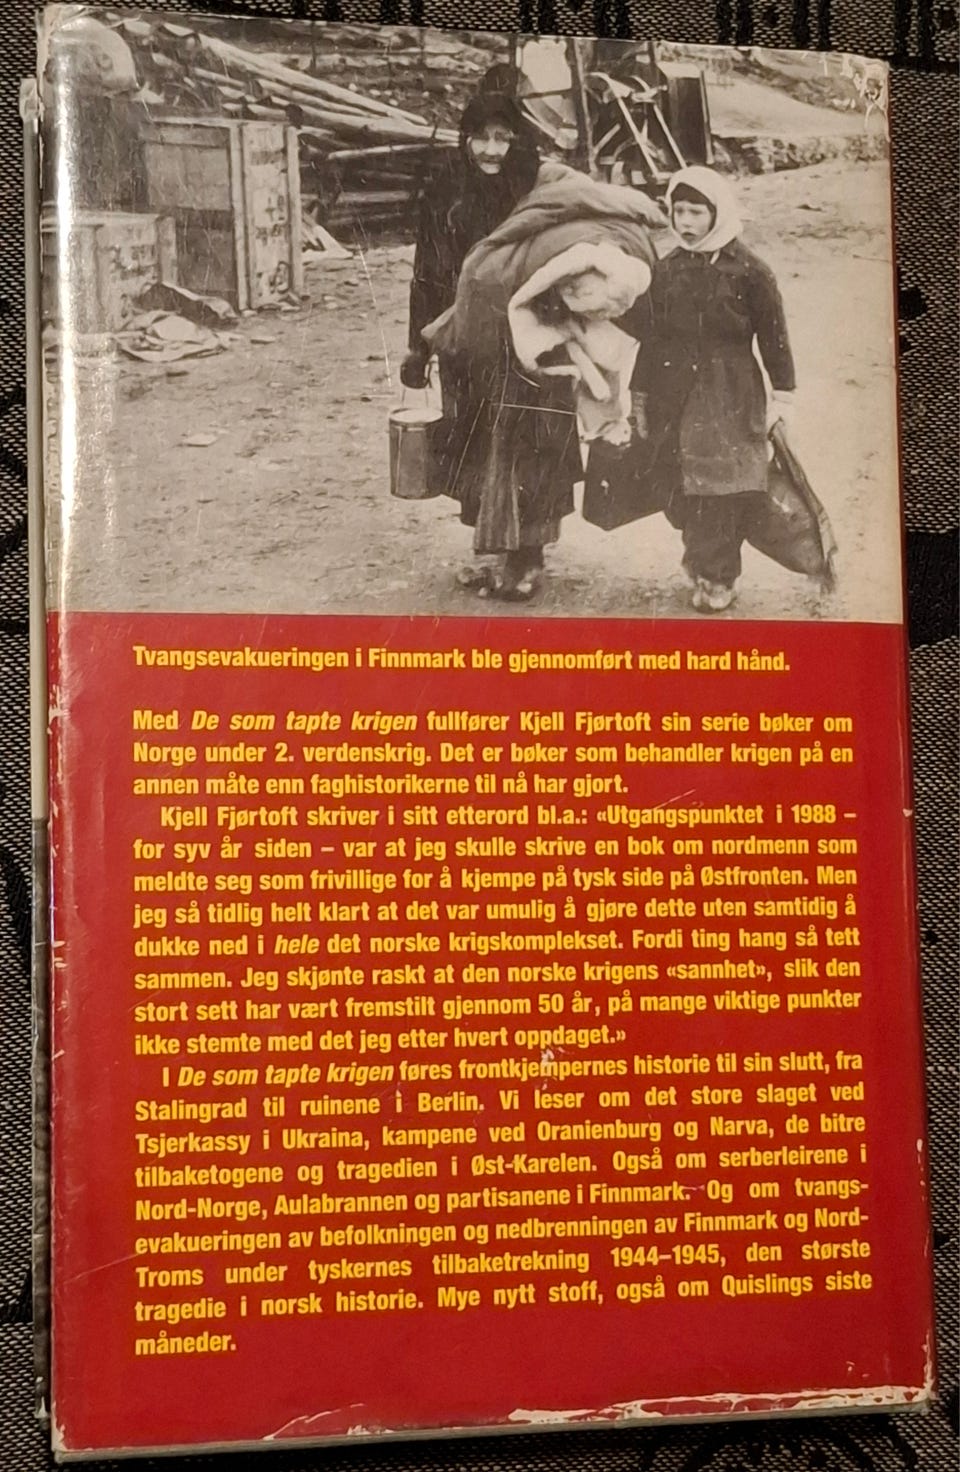 Tvangsevakueringen i Finnmark ble gjennomført med hard hånd.
Med De som tapte krigen fullfører Kjell Fjørtoft sin serie bøker om
Norge under 2. verdenskrig. Det er bøker som behandler krigen på en
annen måte enn faghistorikerne til nå har gjort.
Kjell Fjørtoft skriver i sitt etterord bl.a.: «Utgangspunktet i 1988 –
for syv år siden – var at jeg skulle skrive en bok om nordmenn som
meldte seg som frivillige for å kjempe på tysk side på Østfronten. Men
jeg så tidlig helt klart at det var umulig å gjøre dette uten samtidig å
dukke ned i hele det norske krigskomplekset. Fordi ting hang så tett
sammen. Jeg skjønte raskt at den norske krigens «sannhet», slik den
stort sett har vært fremstilt gjennom 50 år, på mange viktige punkter
ikke stemte med det jeg etter hvert oppdaget.»
I De som tapte krigen føres frontkjempernes historie til sin slutt, fra
Stalingrad til ruinene i Berlin. Vi leser om det store slaget ved
Tsjerkassy i Ukraina, kampene ved Oranienburg og Narva, de bitre
tilbaketogene og tragedien i Øst-Karelen. Også om serberleirene i
Nord-Norge, Aulabrannen og partisanene i Finnmark. Og om tvangs-
evakueringen av befolkningen og nedbrenningen av Finnmark og Nord-
Troms under tyskernes tilbaketrekning 1944–1945, den største
tragedie i norsk historie. Mye nytt stoff, også om Quislings siste
måneder.